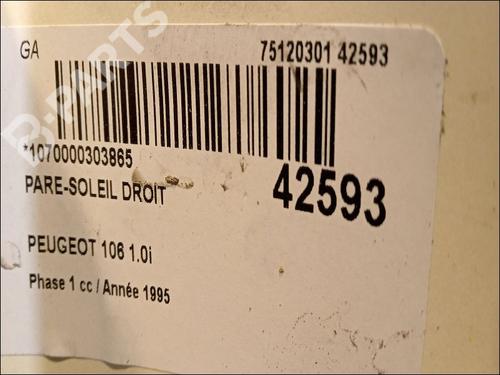 GA
75120301 42593
B-PARTS
*1070000303865
PARE-SOLEIL DROIT
42593
PEUGEOT 106 1.0i
Phase 1 cc / Année 1995